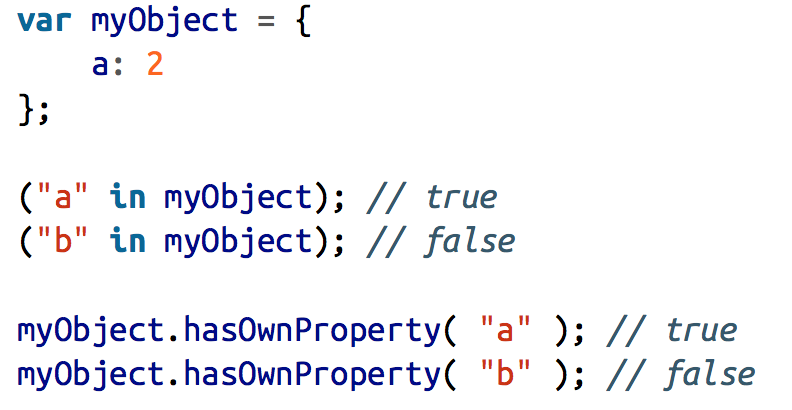 var myObject = {
    a: 2
};

("a" in myObject); // true
("b" in myObject); // false

myObject.hasOwnProperty( "a" ); // true
myObject.hasOwnProperty( "b" ); // false